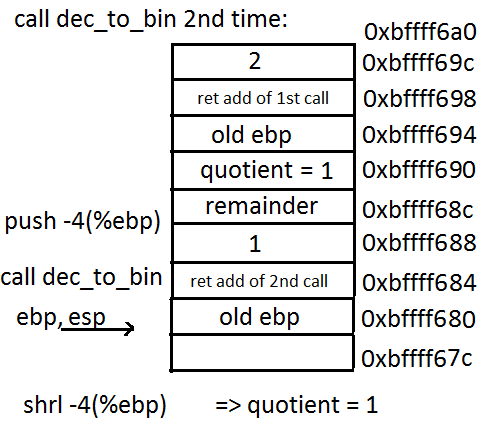 call dec_to_bin 2nd time:
0xbffff6a0
2 0xbffff69c
ret add of 1st call 0xbffff698
old ebp 0xbffff694
quotient = 1 0xbffff690
remainder 0xbffff68c
push -4(%ebp)
1 0xbffff688
call dec_to_bin ret add of 2nd call 0xbffff684
ebp, esp old ebp 0xbffff680
0xbffff67c
shrl -4(%ebp) => quotient = 1